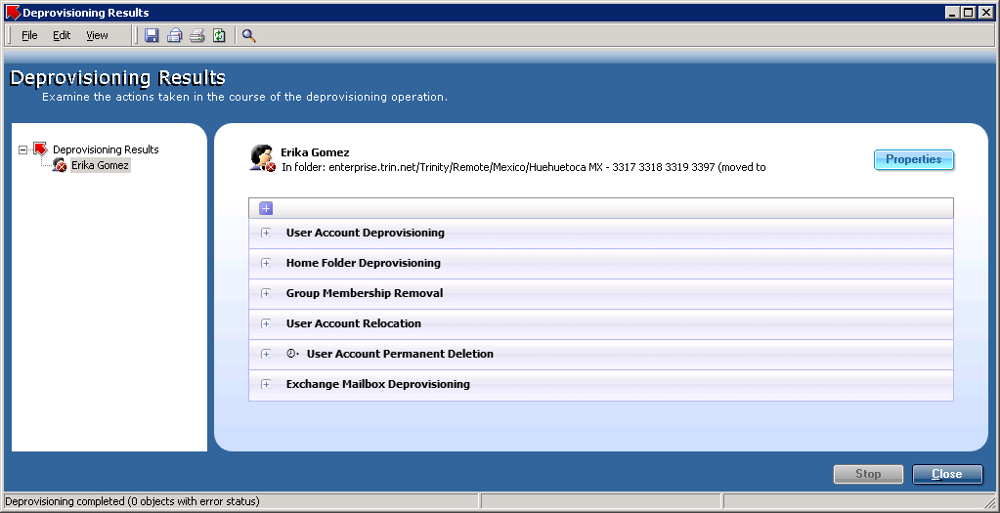 Deprovisioning Results
File Edit View
Deprovisioning Results
Examine the actions taken in the course of the deprovisioning operation.
Deprovisioning Results
Erika Gomez
Erika Gomez
In folder: enterprise.trin.net/Trinity/Remote/Mexico/Huehuetoca MX - 3317 3318 3319 3397 (moved to
Properties
User Account Deprovisioning
Home Folder Deprovisioning
Group Membership Removal
User Account Relocation
User Account Permanent Deletion
Exchange Mailbox Deprovisioning
Stop Close
Deprovisioning completed (0 objects with error status)